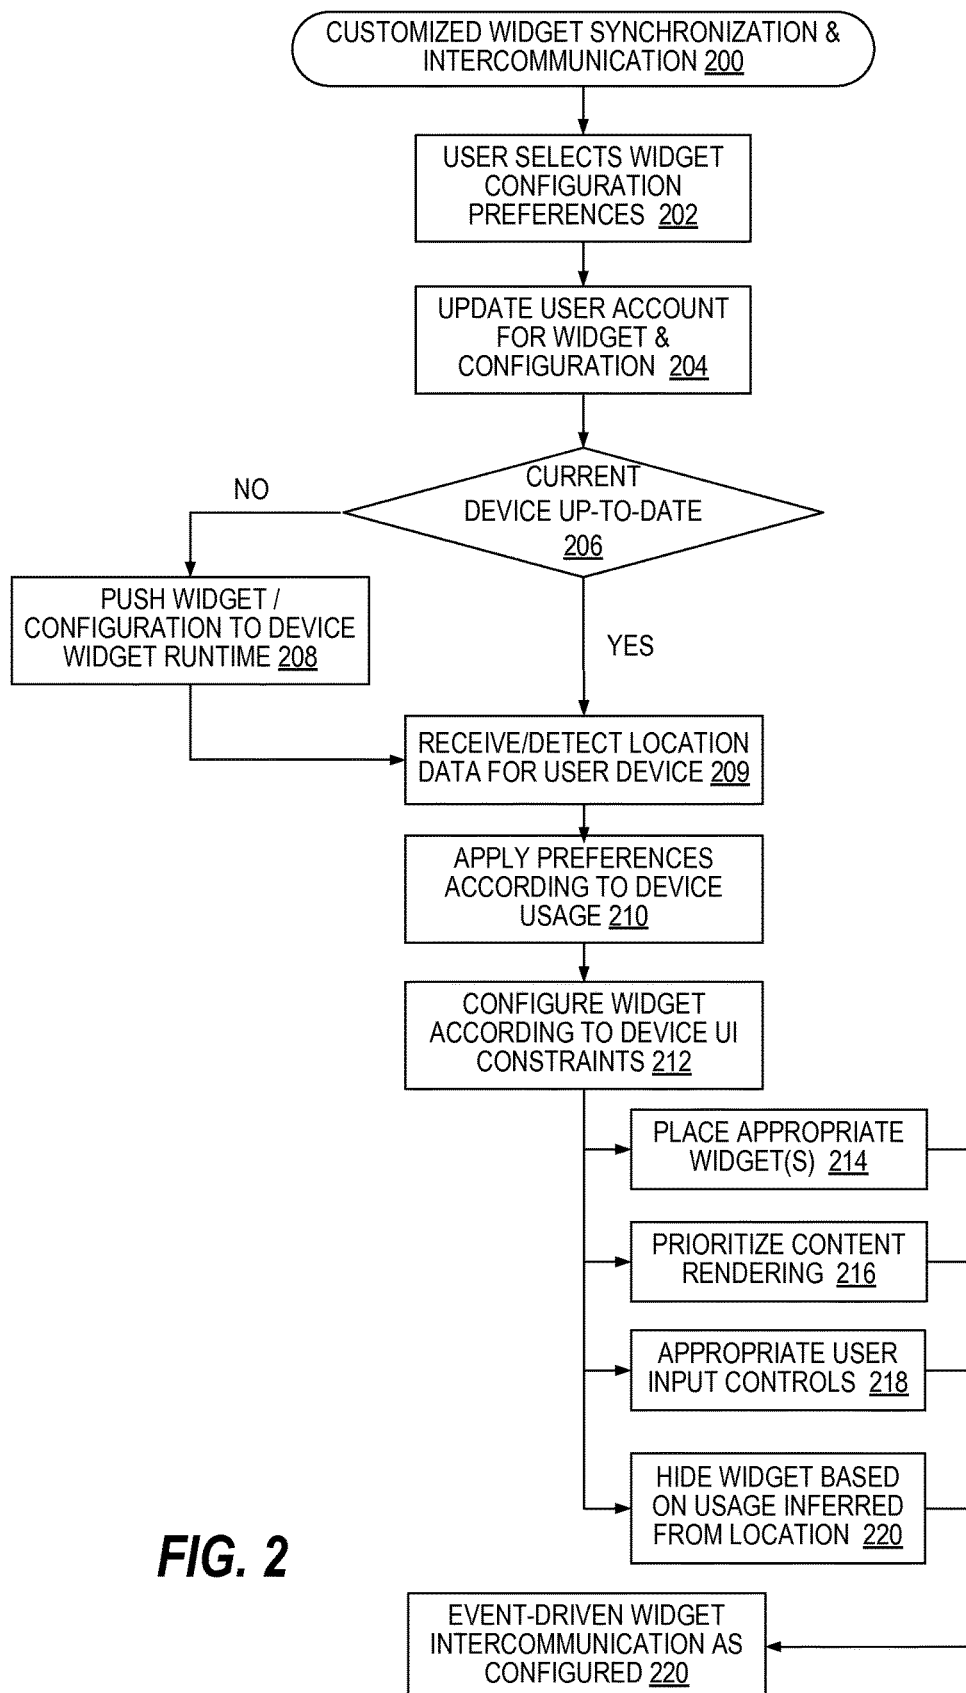 CUSTOMIZED WIDGET SYNCHRONIZATION &
INTERCOMMUNICATION 200
USER SELECTS WIDGET
CONFIGURATION
PREFERENCES 202
UPDATE USER ACCOUNT
FOR WIDGET &
CONFIGURATION 204
CURRENT
DEVICE UP-TO-DATE
206
NO
YES
PUSH WIDGET /
CONFIGURATION TO DEVICE
WIDGET RUNTIME 208
RECEIVE/DETECT LOCATION
DATA FOR USER DEVICE 209
APPLY PREFERENCES
ACCORDING TO DEVICE
USAGE 210
CONFIGURE WIDGET
ACCORDING TO DEVICE UI
CONSTRAINTS 212
PLACE APPROPRIATE
WIDGET(S) 214
PRIORITIZE CONTENT
RENDERING 216
APPROPRIATE USER
INPUT CONTROLS 218
HIDE WIDGET BASED
ON USAGE INFERRED
FROM LOCATION 220
FIG. 2
EVENT-DRIVEN WIDGET
INTERCOMMUNICATION AS
CONFIGURED 220